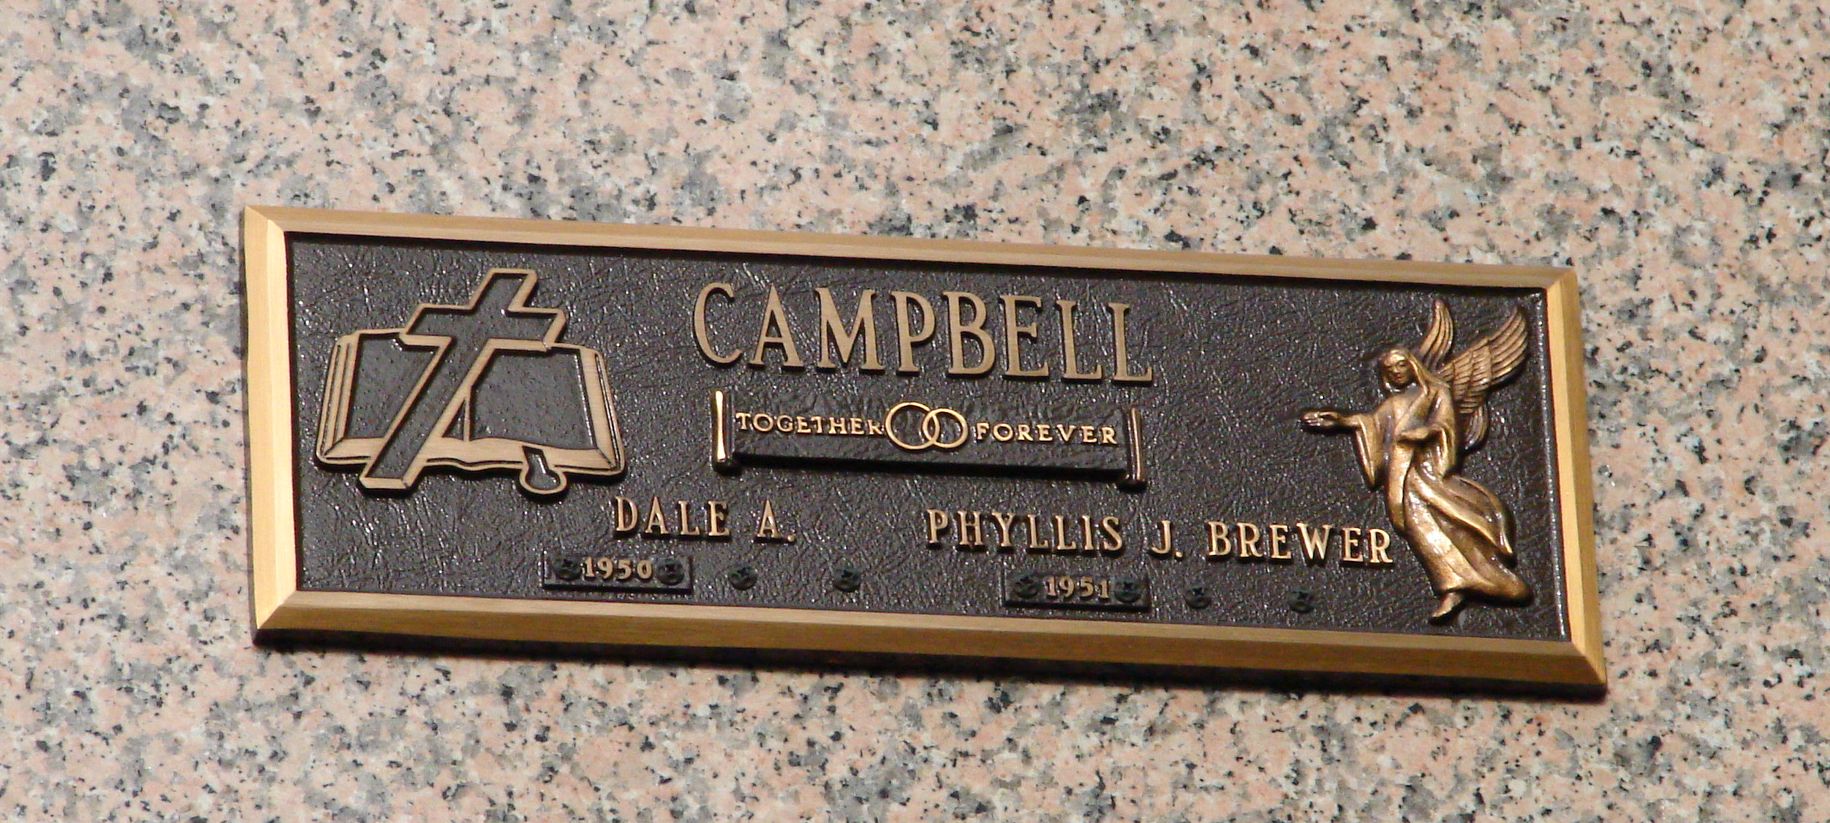 CAMPBELL
TOGETHER FOREVER
DALE A. PHYLLIS J. BREWER
1950 1951